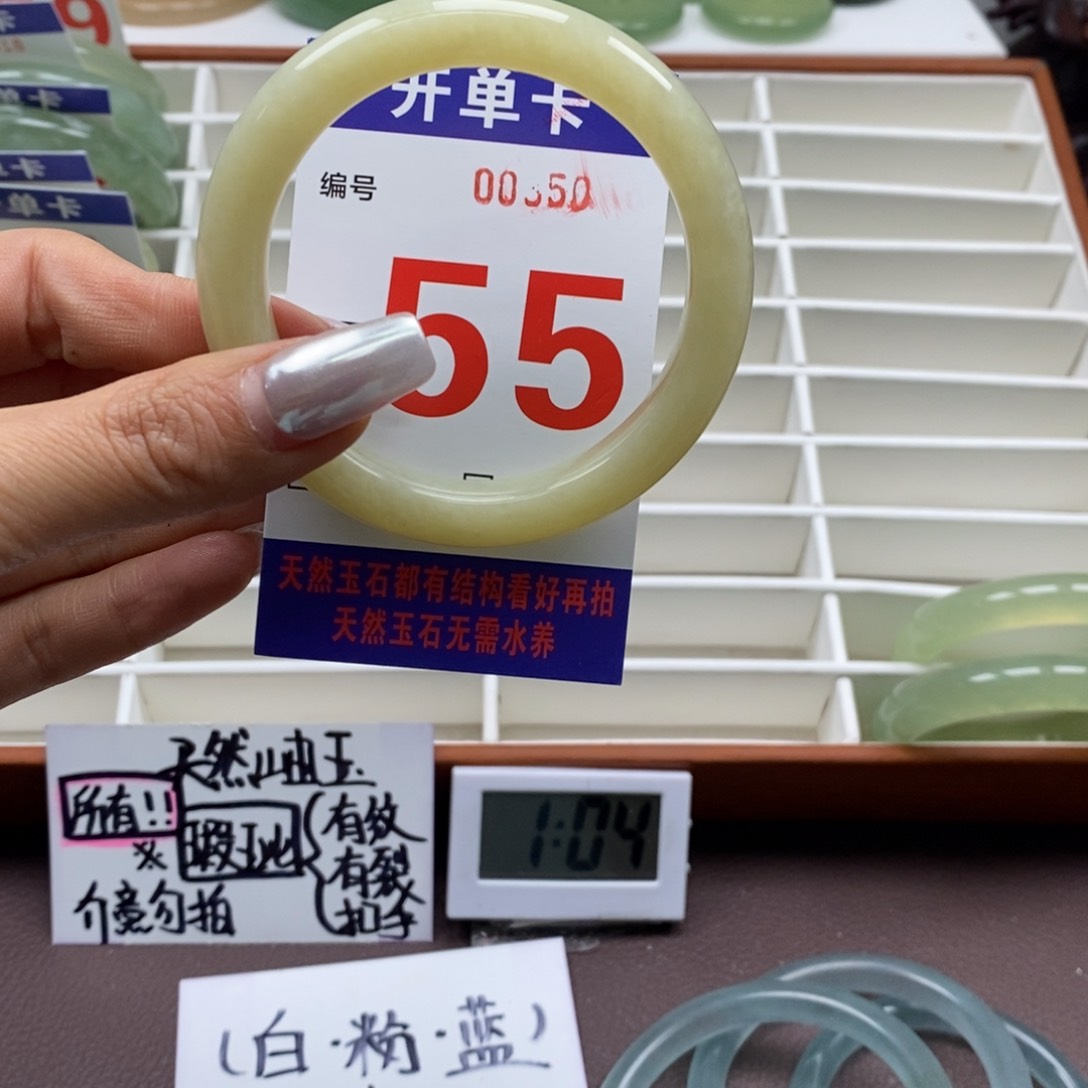 开单卡
编号 00350
55
天然玉石都有结构看好再拍
天然玉石无需水养
天然岫玉
所有!!
※瑕玼
有纹
有裂
扣手
介意勿拍
1:04
(白·粉·蓝)